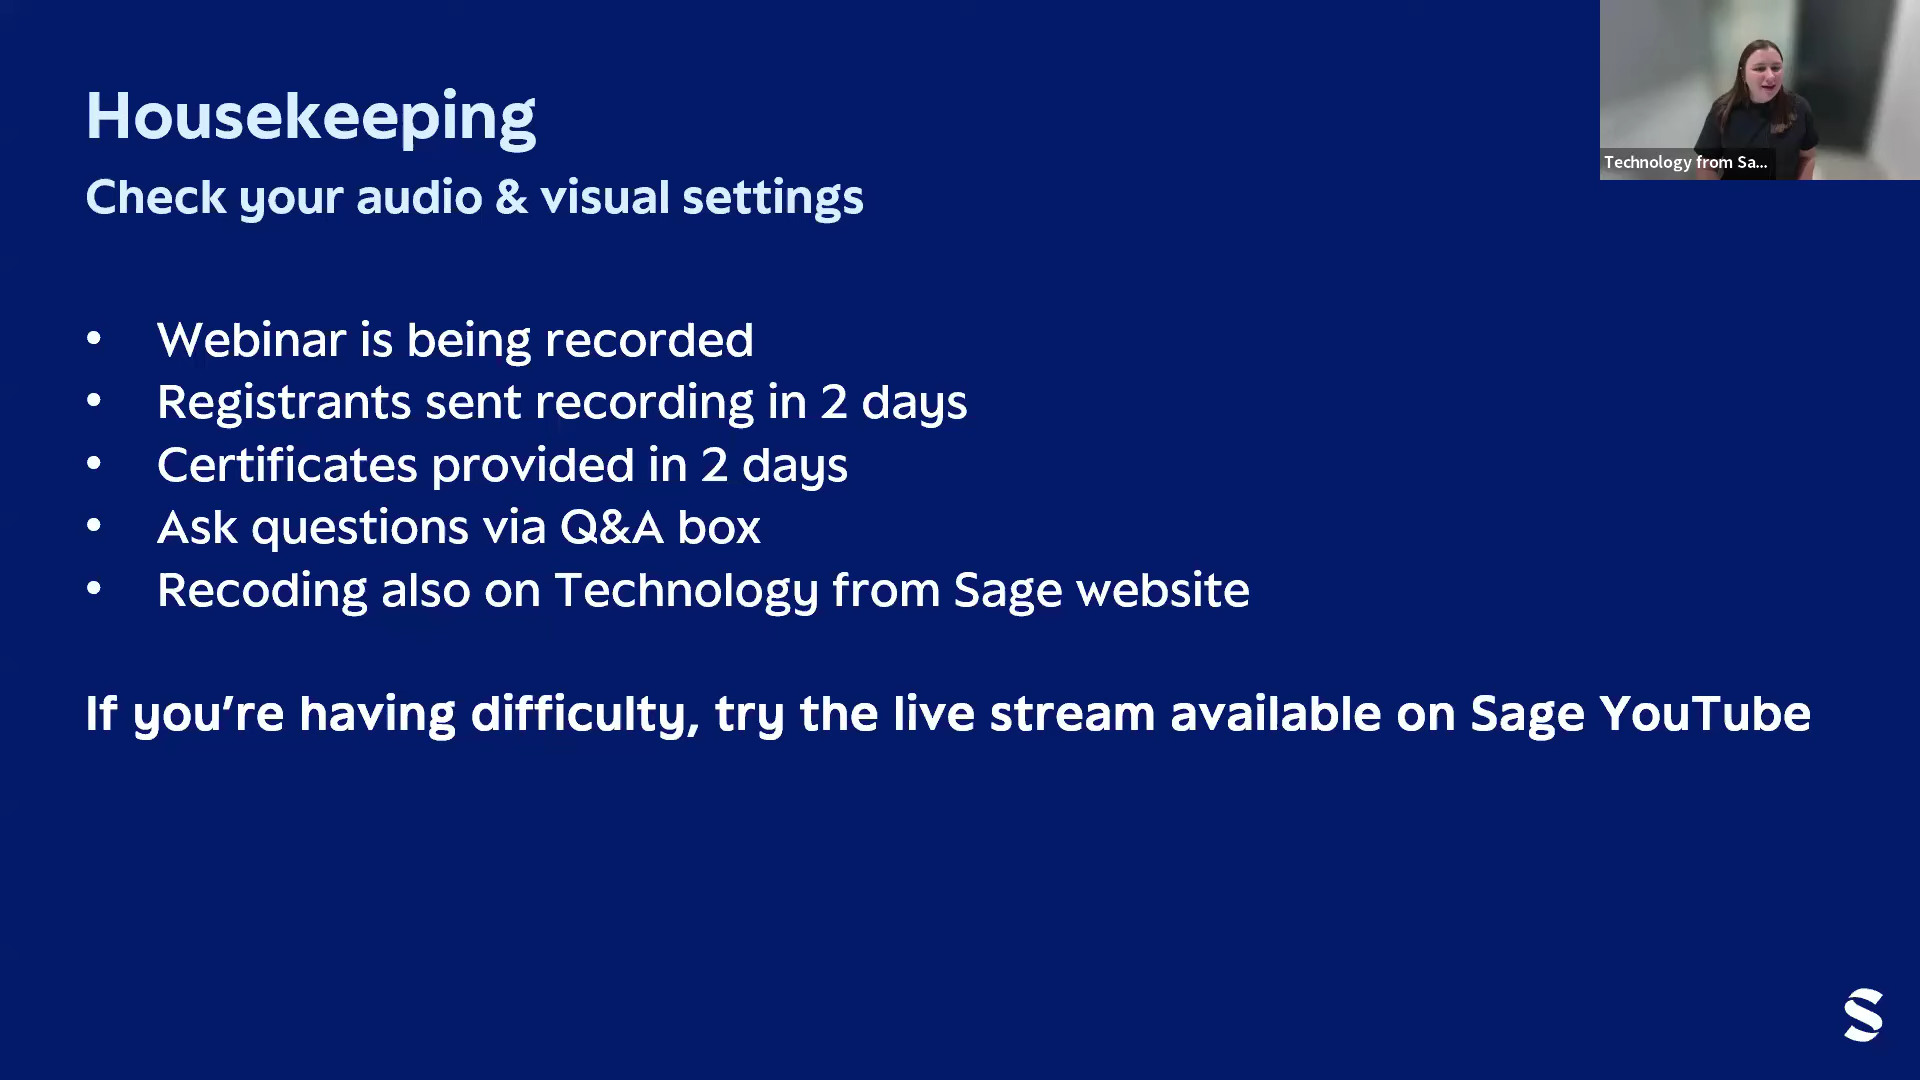 Housekeeping
Check your audio & visual settings
• Webinar is being recorded
• Registrants sent recording in 2 days
• Certificates provided in 2 days
• Ask questions via Q&A box
• Recoding also on Technology from Sage website
If you’re having difficulty, try the live stream available on Sage YouTube
Technology from Sa...
S